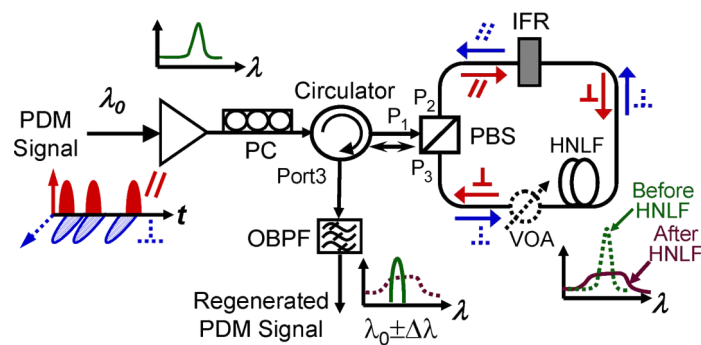 IFR
λ
Circulator
λ0
P2
//
⊥
PDM
Signal
P1
PBS
HNLF
PC
Port3
P3
⊥
Before
HNLF
//
t
OBPF
VOA
After
HNLF
Regenerated
PDM Signal
λ
λ0±Δλ
λ